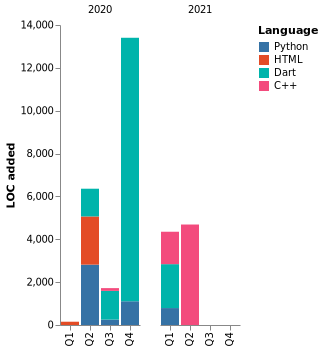 2020
2021
LOC added
14,000
12,000
10,000
8,000
6,000
4,000
2,000
0
Q1
Q2
Q3
Q4
Q1
Q2
Q3
Q4
Language
Python
HTML
Dart
C++